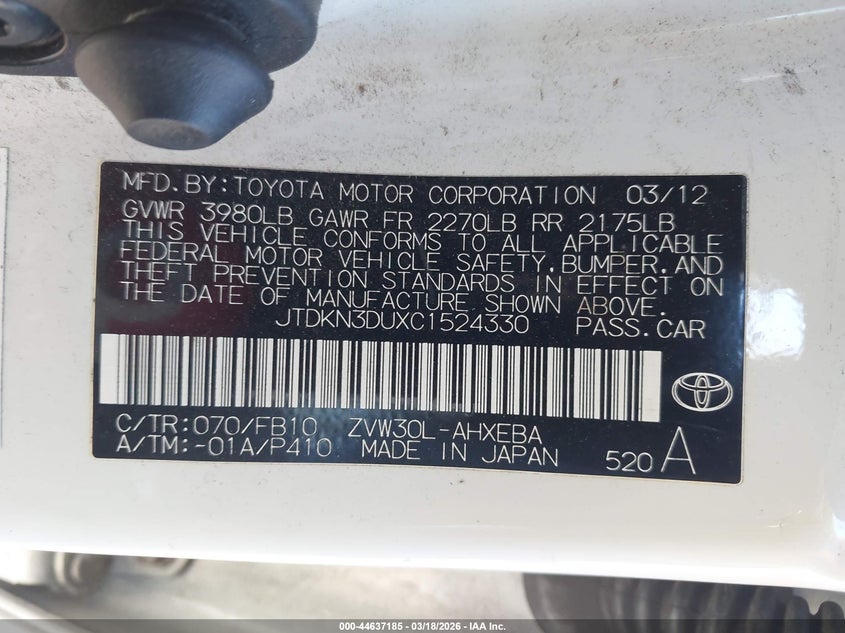 MFD.BY:TOYOTA MOTOR CORPORATION 03/12
GVWR 3980LB GAWR FR 2270LB RR 2175LB
THIS VEHICLE CONFORMS TO ALL APPLICABLE
FEDERAL MOTOR VEHICLE SAFETY,BUMPER,AND
THEFT PREVENTION STANDARDS IN EFFECT ON
THE DATE OF MANUFACTURE SHOWN ABOVE.
JTDKN3DUXC1524330 PASS.CAR
C/TR:070/FB10 ZVW30L-AHXEBA
A/TM:-01A/P410 MADE IN JAPAN 520 A
000-44637185 - 03/18/2026 - IAA Inc.